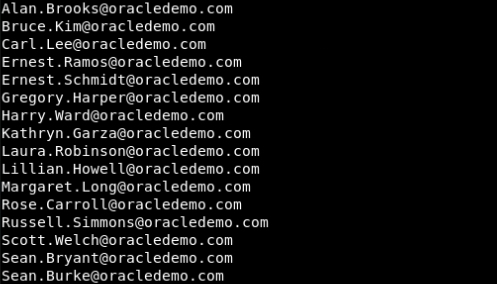 Alan.Brooks@oracledemo.com
Bruce.Kim@oracledemo.com
Carl.Lee@oracledemo.com
Ernest.Ramos@oracledemo.com
Ernest.Schmidt@oracledemo.com
Gregory.Harper@oracledemo.com
Harry.Ward@oracledemo.com
Kathryn.Garza@oracledemo.com
Laura.Robinson@oracledemo.com
Lillian.Howell@oracledemo.com
Margaret.Long@oracledemo.com
Rose.Carroll@oracledemo.com
Russell.Simmons@oracledemo.com
Scott.Welch@oracledemo.com
Sean.Bryant@oracledemo.com
Sean.Burke@oracledemo.com